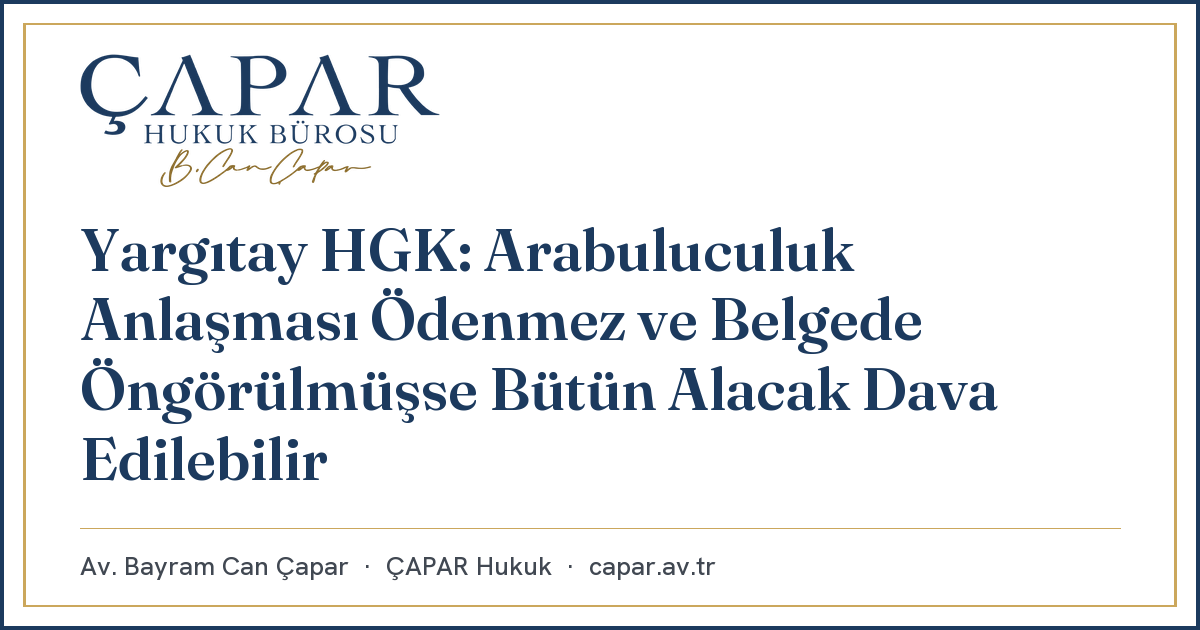 ÇAPAR
HUKUK BÜROSU
B. Can Çapar
Yargıtay HGK: Arabuluculuk
Anlaşması Ödenmez ve Belgede
Öngörülmüşse Bütün Alacak Dava
Edilebilir
Av. Bayram Can Çapar · ÇAPAR Hukuk · capar.av.tr